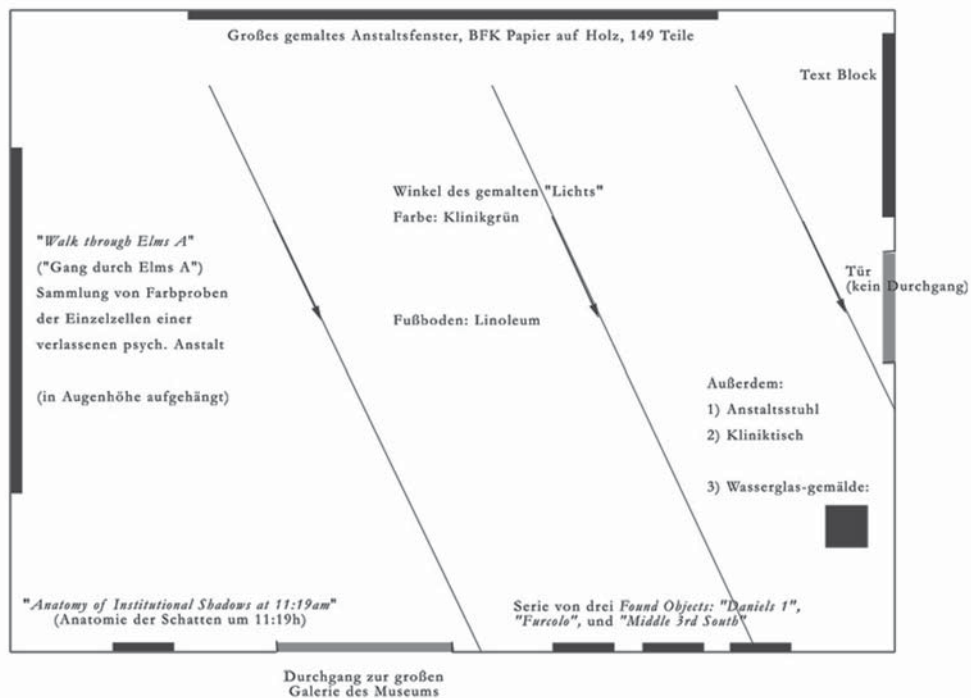 Großes gemaltes Anstaltsfenster, BFK Papier auf Holz, 149 Teile
Text Block
Winkel des gemalten "Lichts"
Farbe: Klinikgrün
"Walk through Elms A"
("Gang durch Elms A")
Sammlung von Farbproben
der Einzelzellen einer
verlassenen psych. Anstalt
(in Augenhöhe aufgehängt)
Fußboden: Linoleum
Tür
(kein Durchgang)
Außerdem:
1) Anstaltsstuhl
2) Kliniktisch
3) Wasserglas-gemälde:
"Anatomy of Institutional Shadows at 11:19am"
(Anatomie der Schatten um 11:19h)
Serie von drei Found Objects: "Daniels 1",
"Furcolo", und "Middle 3rd South"
Durchgang zur großen
Galerie des Museums